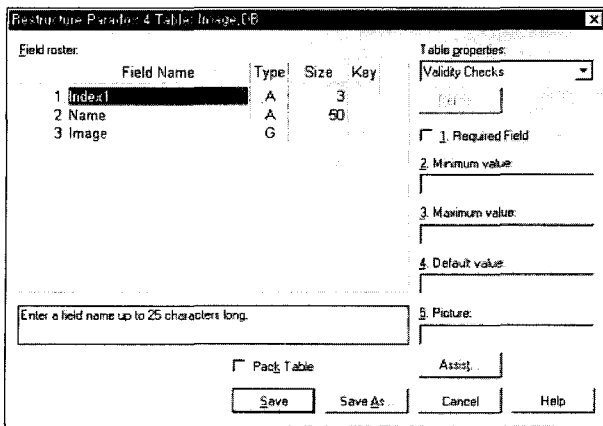 Restructure Paradox 4 Table: Image.DB
Field roster:
Field Name Type Size Key
1 Index1 A 3
2 Name A 50
3 Image G
Enter a field name up to 25 characters long.
Pack Table
Table properties:
Validity Checks
1. Required Field
2. Minimum value:
3. Maximum value:
4. Default value:
5. Picture:
Assist...
Save
Save As...
Cancel
Help